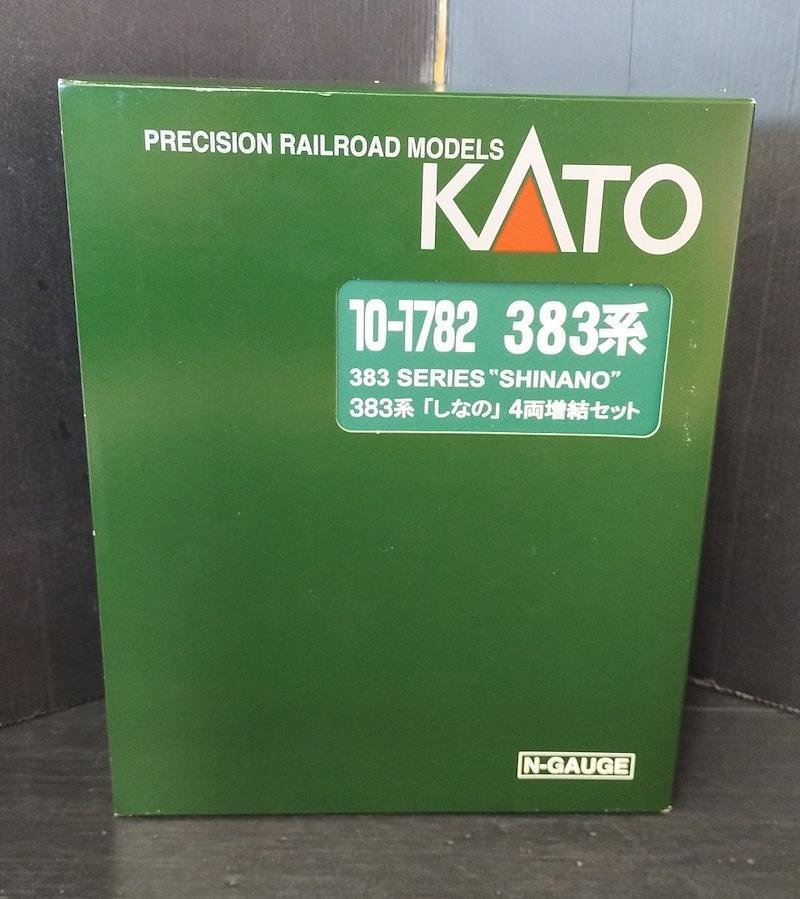 PRECISION RAILROAD MODELS
KATO
10-1782 383系
383 SERIES "SHINANO"
383系「しなの」4両増結セット
N-GAUGE